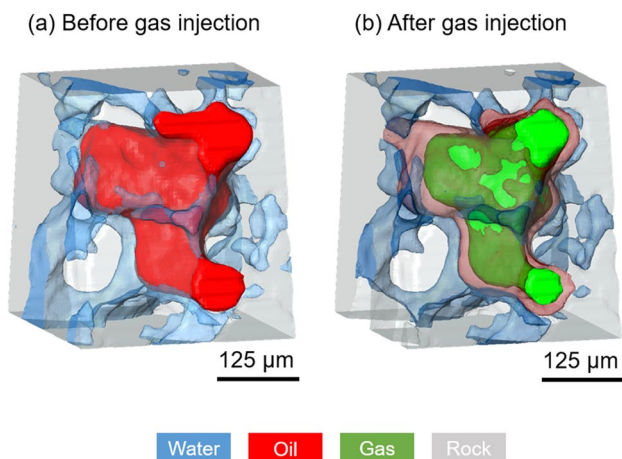 (a) Before gas injection
(b) After gas injection
125 µm
125 µm
Water
Oil
Gas
Rock